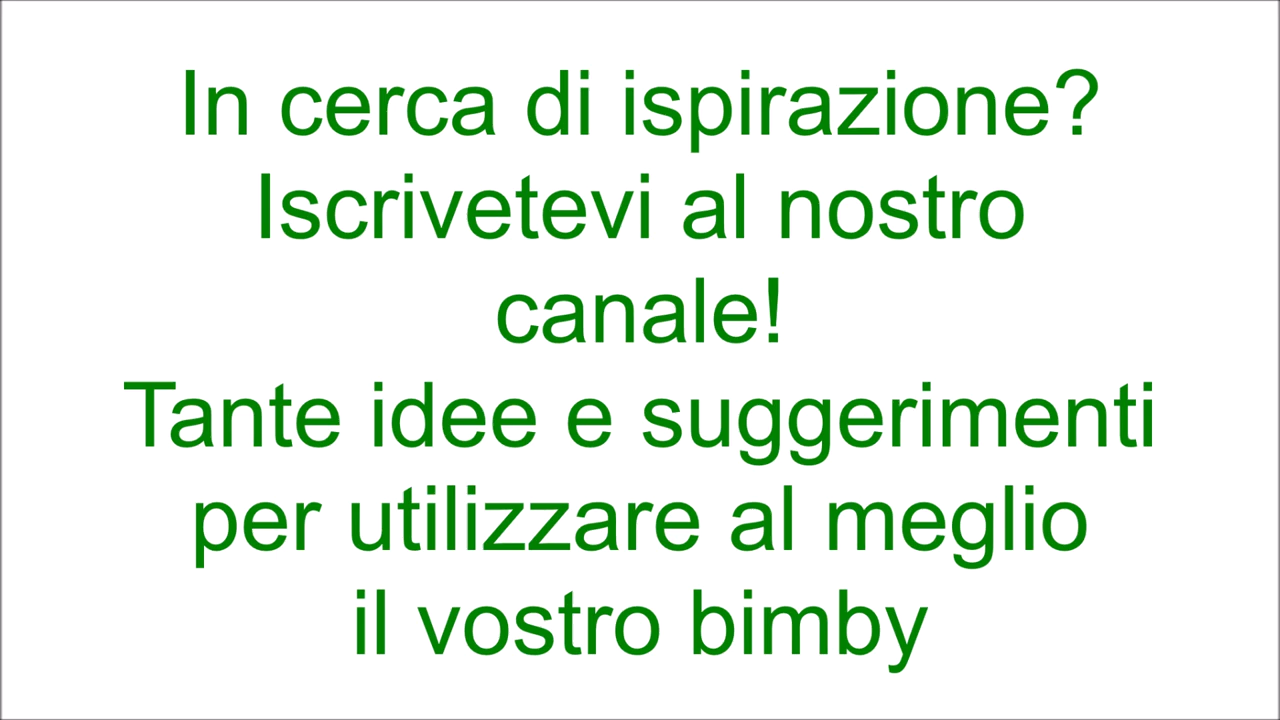 In cerca di ispirazione?
Iscrivetevi al nostro
canale!
Tante idee e suggerimenti
per utilizzare al meglio
il vostro bimby